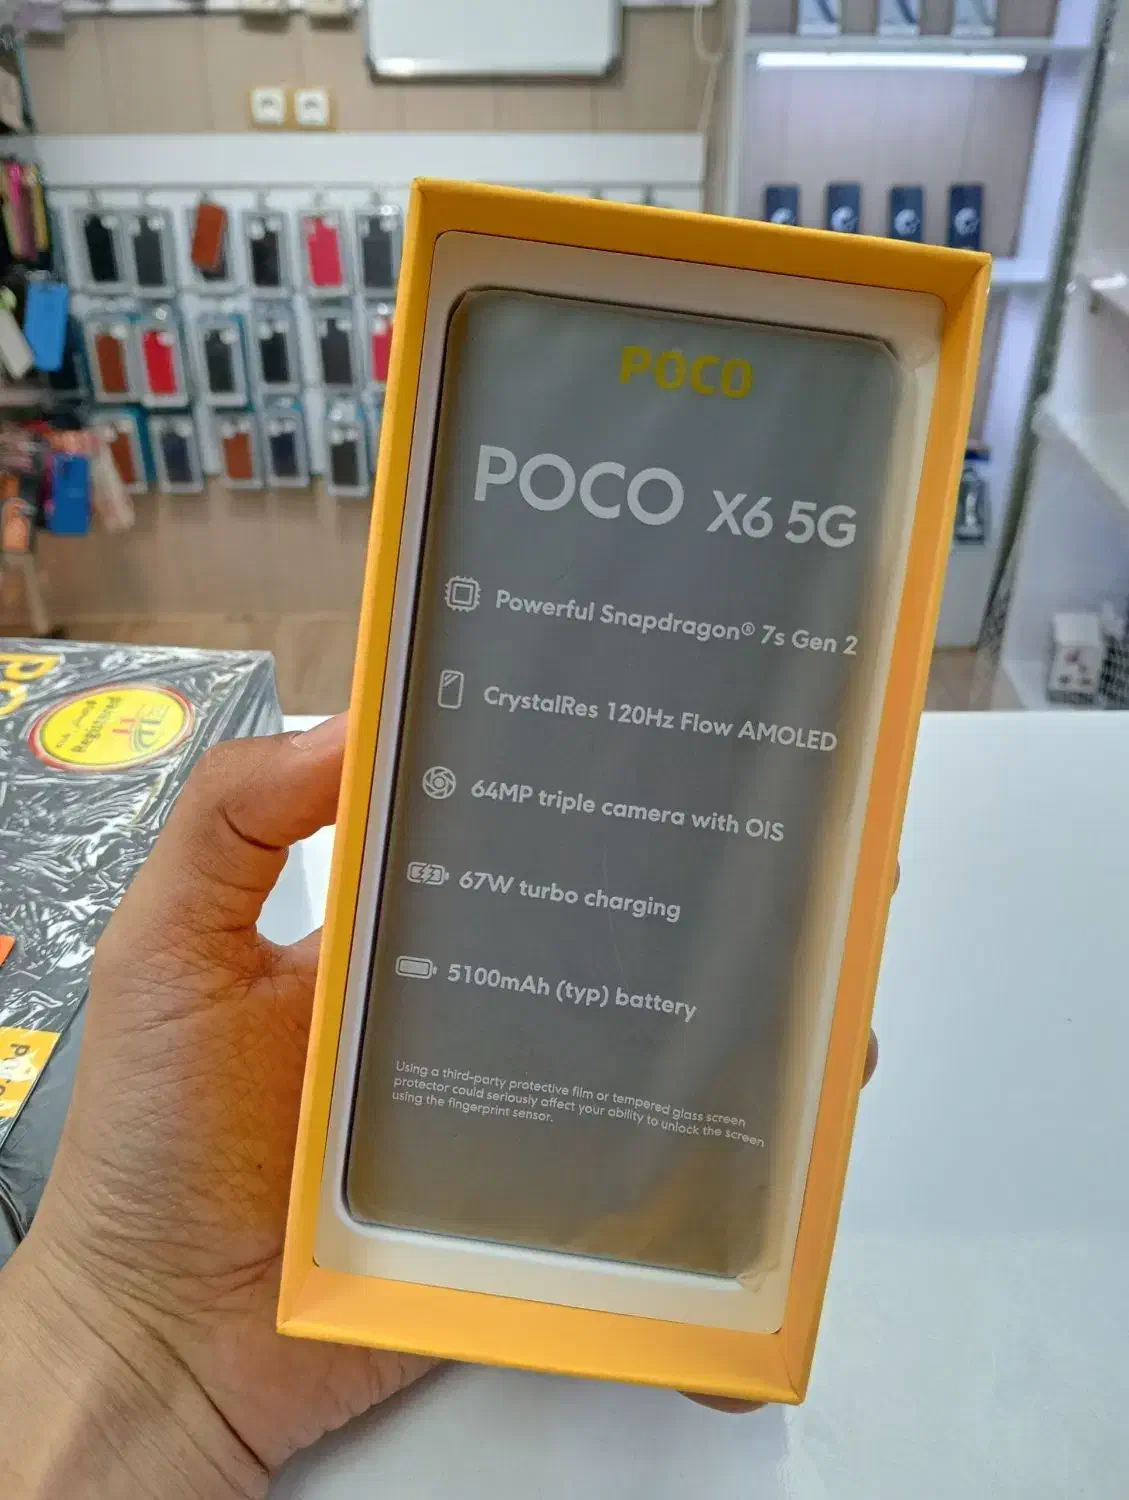 POCO
POCO X6 5G
Powerful Snapdragon® 7s Gen 2
CrystalRes 120Hz Flow AMOLED
64MP triple camera with OIS
67W turbo charging
5100mAh (typ) battery
Using a third-party protective film or tempered glass screen
protector could seriously affect your ability to unlock the screen
using the fingerprint sensor.
Registered